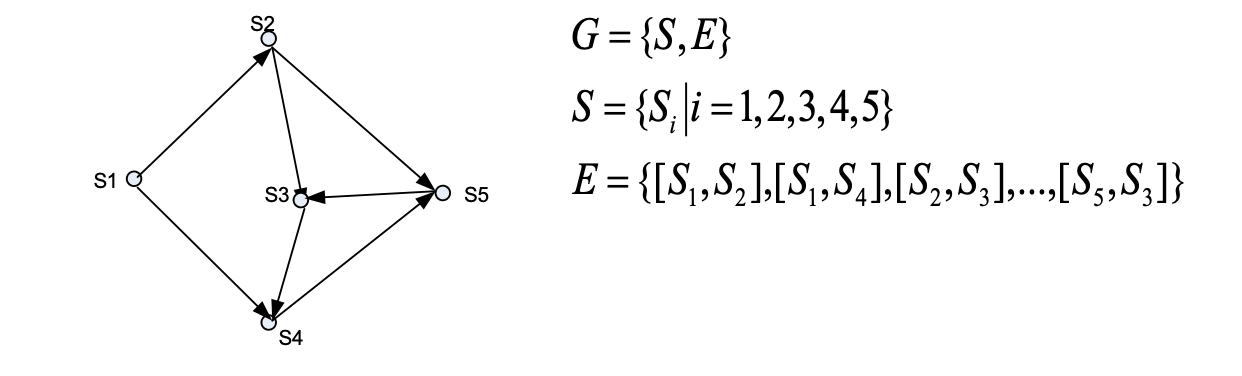 S2
S1
S3
S5
S4
G = {S, E}
S = {S_i | i = 1, 2, 3, 4, 5}
E = {[S_1, S_2], [S_1, S_4], [S_2, S_3], ..., [S_5, S_3]}